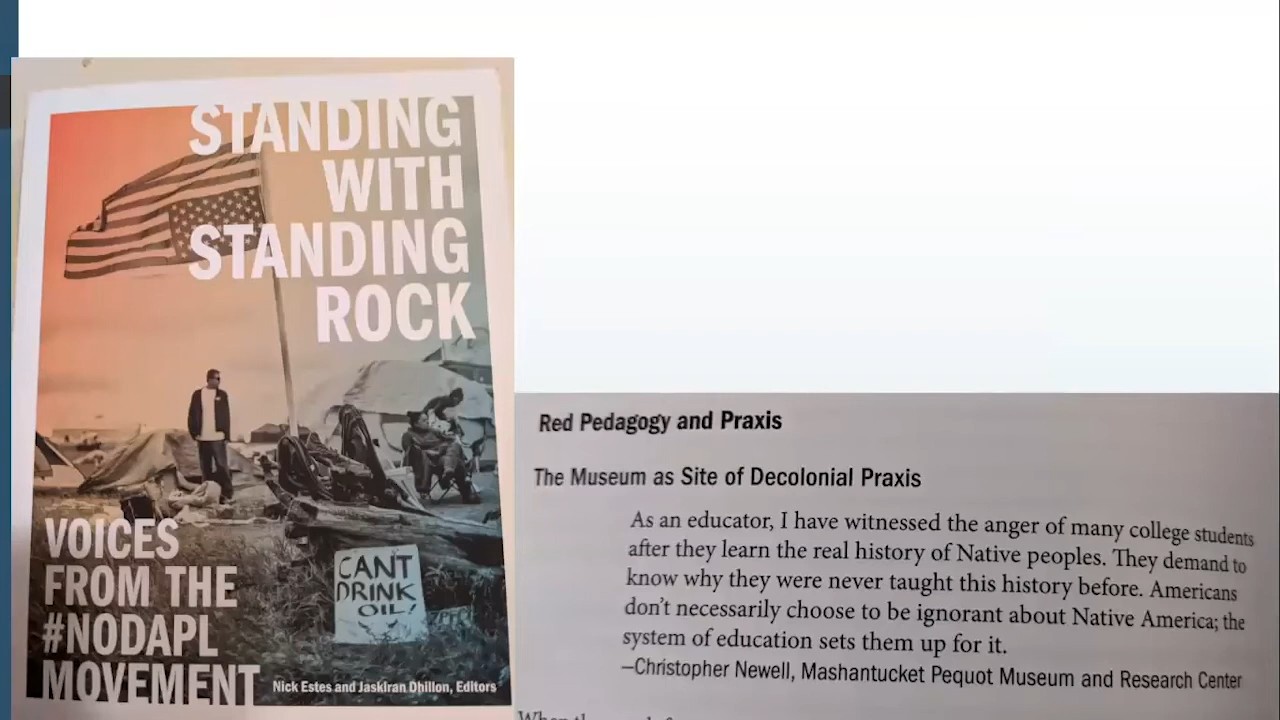 STANDING
WITH
STANDING
ROCK
CAN'T
DRINK
OIL!
VOICES
FROM THE
#NODAPL
MOVEMENT
Nick Estes and Jaskiran Dhillon, Editors
Red Pedagogy and Praxis
The Museum as Site of Decolonial Praxis
As an educator, I have witnessed the anger of many college students
after they learn the real history of Native peoples. They demand to
know why they were never taught this history before. Americans
don't necessarily choose to be ignorant about Native America; the
system of education sets them up for it.
—Christopher Newell, Mashantucket Pequot Museum and Research Center